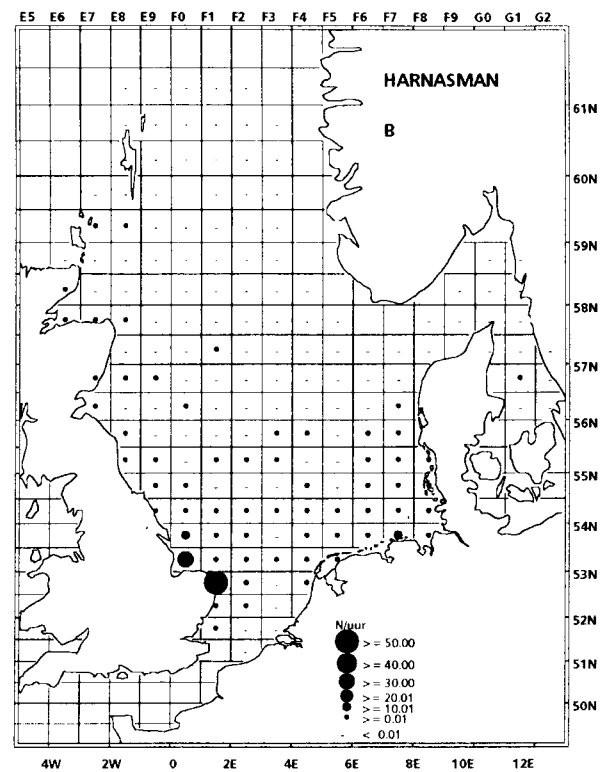 E5 E6 E7 E8 E9 F0 F1 F2 F3 F4 F5 F6 F7 F8 F9 G0 G1 G2
HARNASMAN
B
61N
60N
59N
58N
57N
56N
55N
54N
53N
52N
51N
50N
N/uur
>= 50.00
>= 40.00
>= 30.00
>= 20.01
>= 10.01
>= 0.01
< 0.01
4W 2W 0 2E 4E 6E 8E 10E 12E